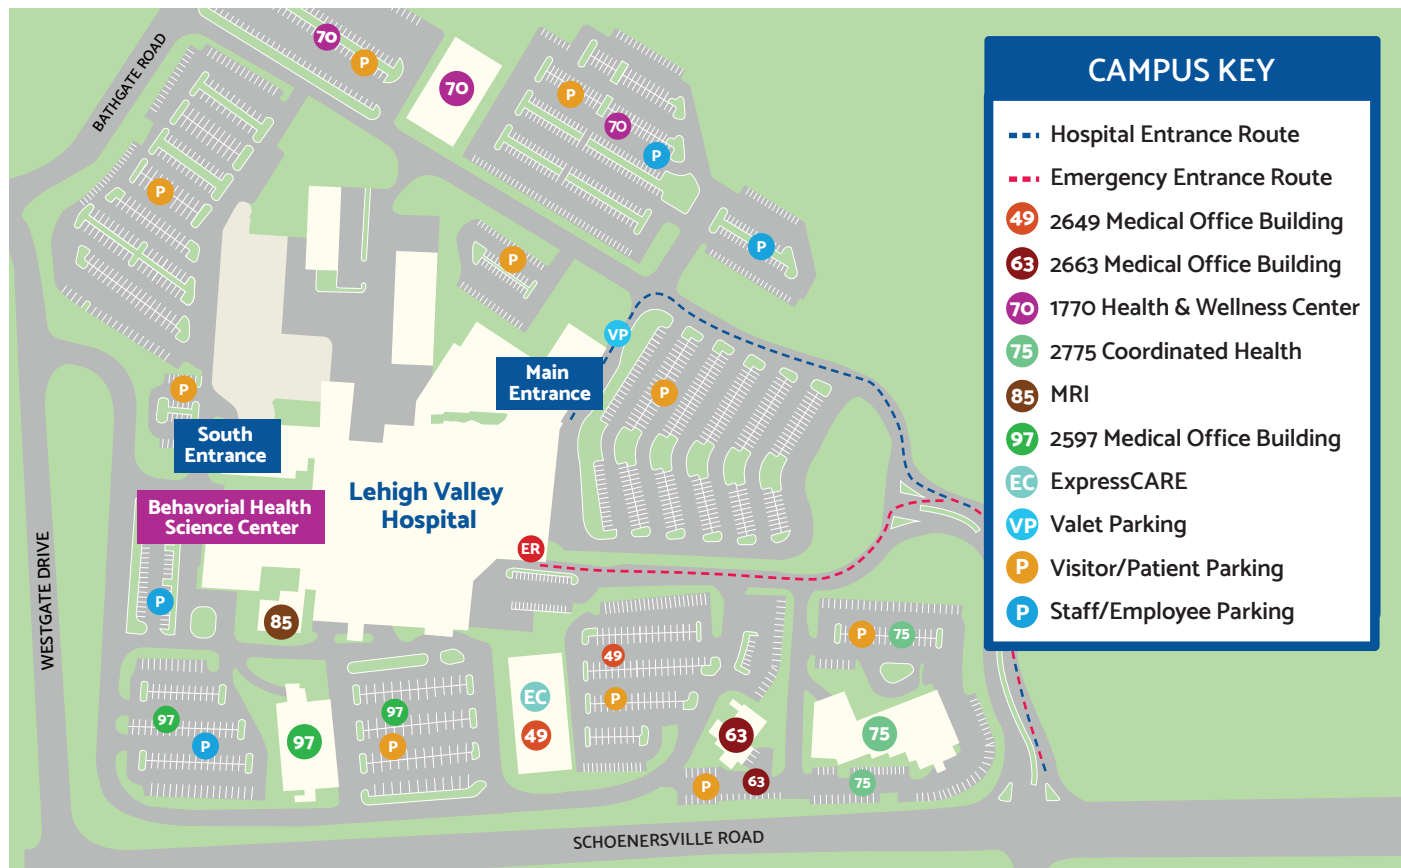 BATHGATE ROAD
70
P
70
P
70
P
P
P
P
VP
P
P
Main
Entrance
South
Entrance
Behavorial Health
Science Center
Lehigh Valley
Hospital
ER
WESTGATE DRIVE
P
85
49
P
75
97
P
97
97
P
EC
49
P
63
75
P
63
75
SCHOENERSVILLE ROAD
CAMPUS KEY
Hospital Entrance Route
Emergency Entrance Route
49 2649 Medical Office Building
63 2663 Medical Office Building
70 1770 Health & Wellness Center
75 2775 Coordinated Health
85 MRI
97 2597 Medical Office Building
EC ExpressCARE
VP Valet Parking
P Visitor/Patient Parking
P Staff/Employee Parking